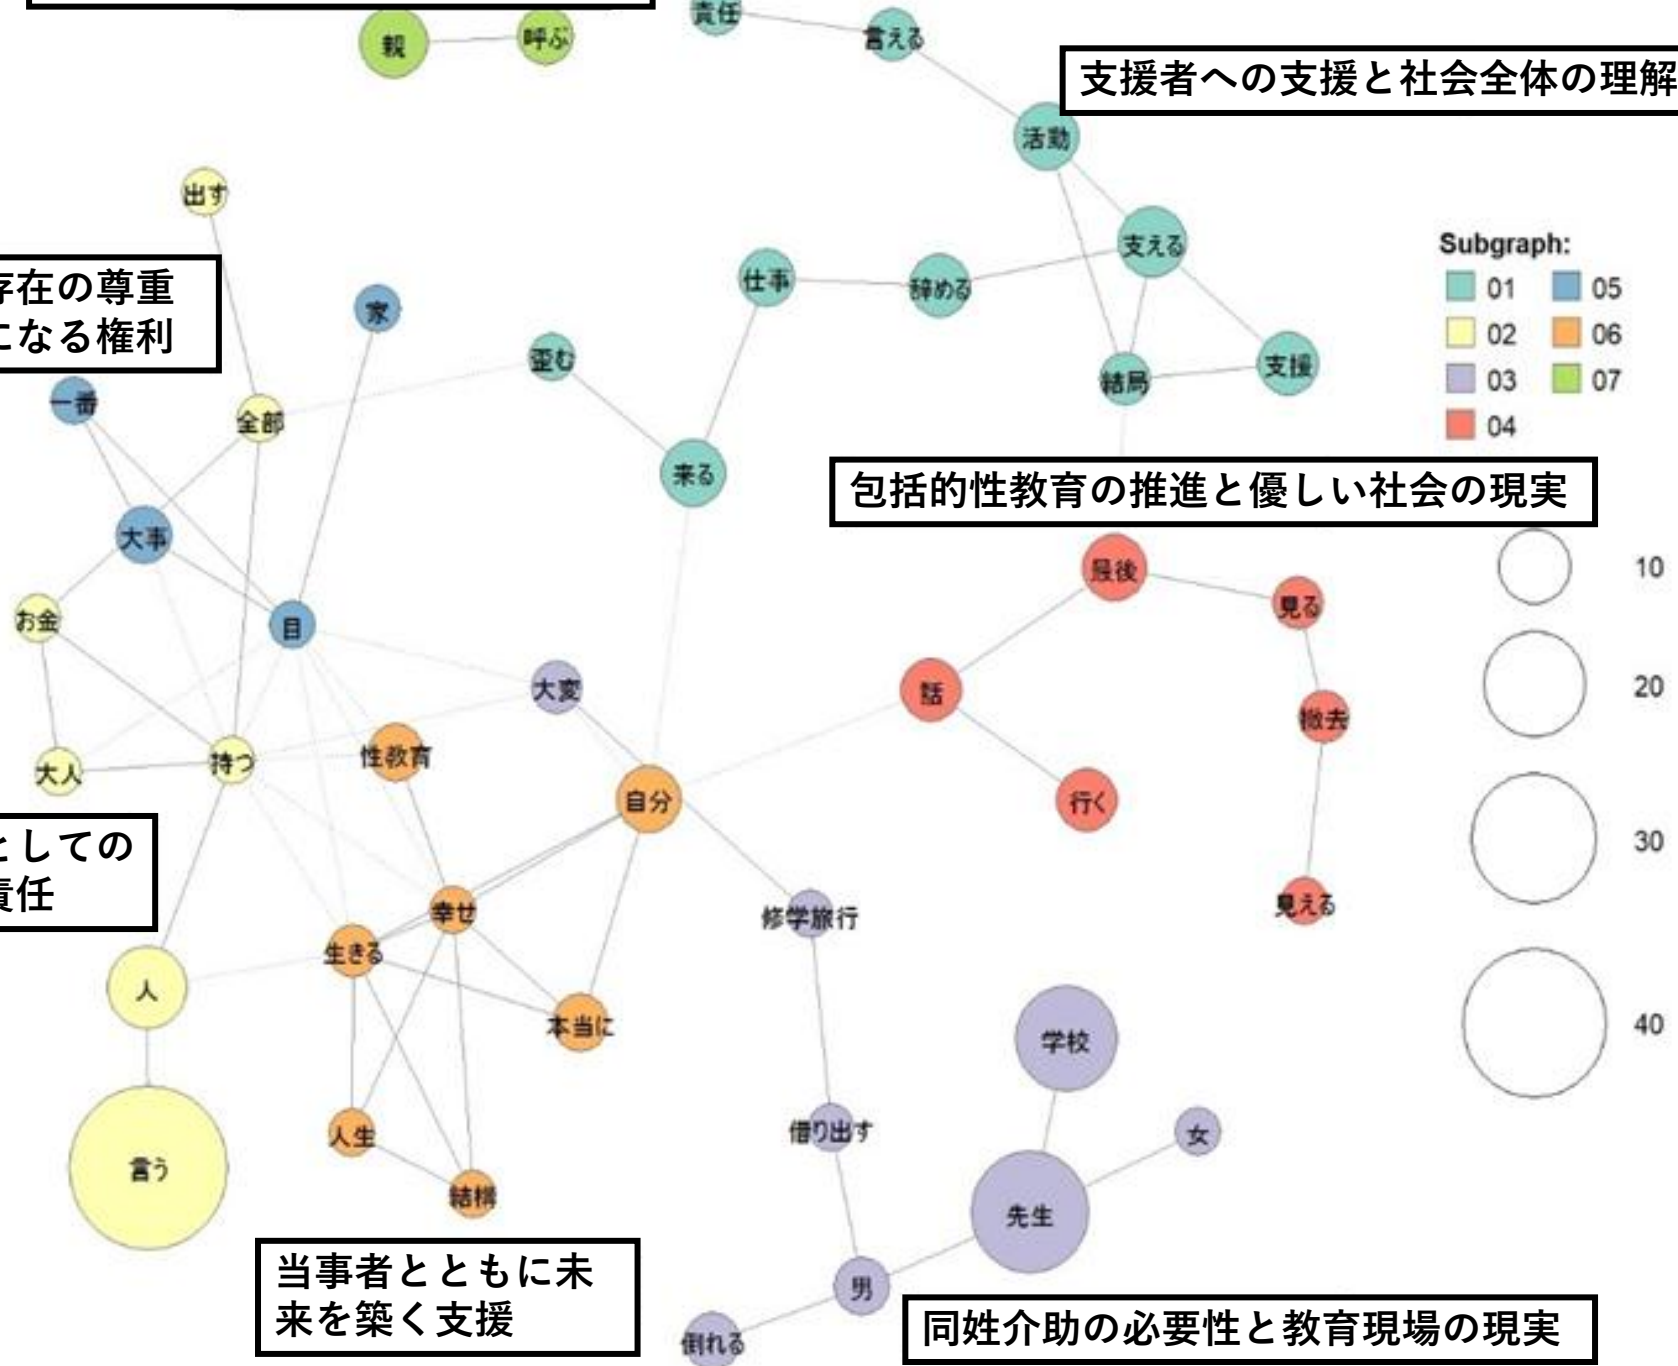 親
呼ぶ
責任
言える
支援者への支援と社会全体の理解
活動
出す
支える
Subgraph:
01 05
02 06
03 07
04
存在の尊重
になる権利
家
仕事
辞める
歪む
結局
支援
一番
全部
来る
包括的性教育の推進と優しい社会の現実
大事
お金
目
最後
見る
10
20
30
40
大変
話
撤去
大人
持つ
性教育
自分
行く
としての
責任
幸せ
修学旅行
見える
生きる
人
本当に
学校
人生
借り出す
女
言う
結構
先生
当事者とともに未
来を築く支援
男
倒れる
同姓介助の必要性と教育現場の現実